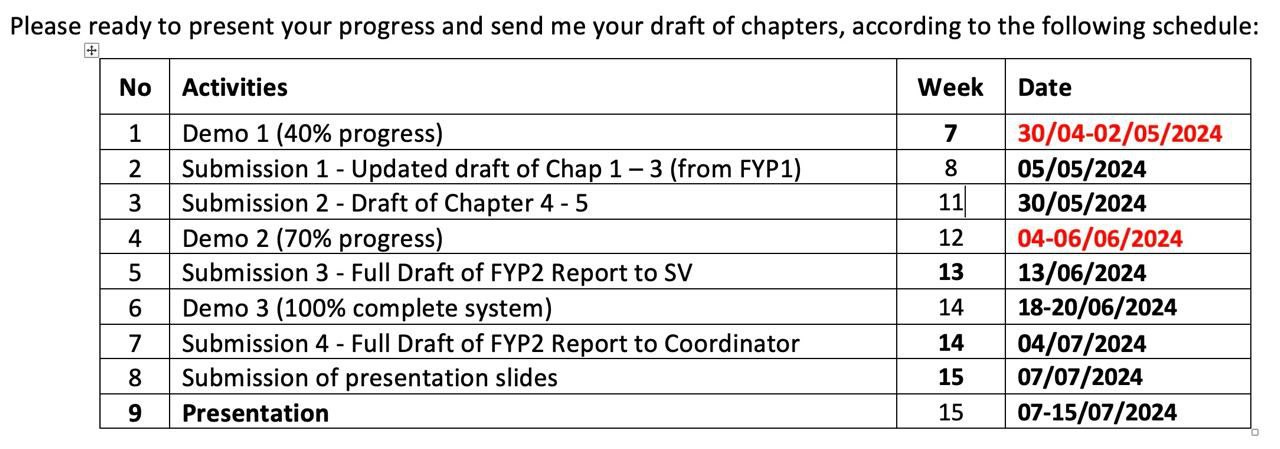 Please ready to present your progress and send me your draft of chapters, according to the following schedule:
No Activities Week Date
1 Demo 1 (40% progress) 7 30/04-02/05/2024
2 Submission 1 - Updated draft of Chap 1 – 3 (from FYP1) 8 05/05/2024
3 Submission 2 - Draft of Chapter 4 - 5 11 30/05/2024
4 Demo 2 (70% progress) 12 04-06/06/2024
5 Submission 3 - Full Draft of FYP2 Report to SV 13 13/06/2024
6 Demo 3 (100% complete system) 14 18-20/06/2024
7 Submission 4 - Full Draft of FYP2 Report to Coordinator 14 04/07/2024
8 Submission of presentation slides 15 07/07/2024
9 Presentation 15 07-15/07/2024